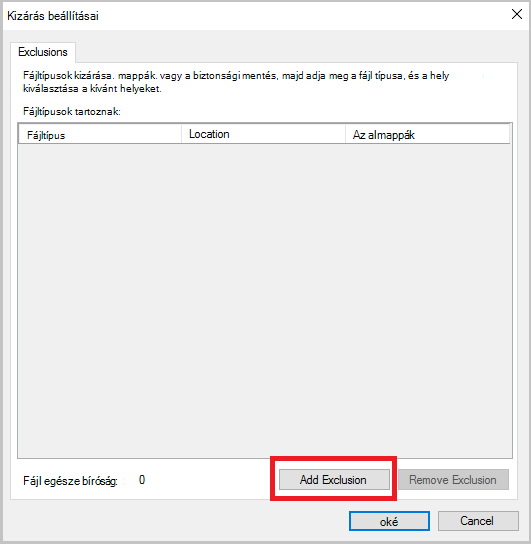 Kizárás beállításai
Exclusions
Fájltípusok kizárása. mappák. vagy a biztonsági mentés, majd adja meg a fájl típusa, és a hely
kiválasztása a kívánt helyeket.
Fájltípusok tartoznak:
Fájltípus Location Az almappák
Fájl egésze bíróság: 0 Add Exclusion Remove Exclusion
oké Cancel